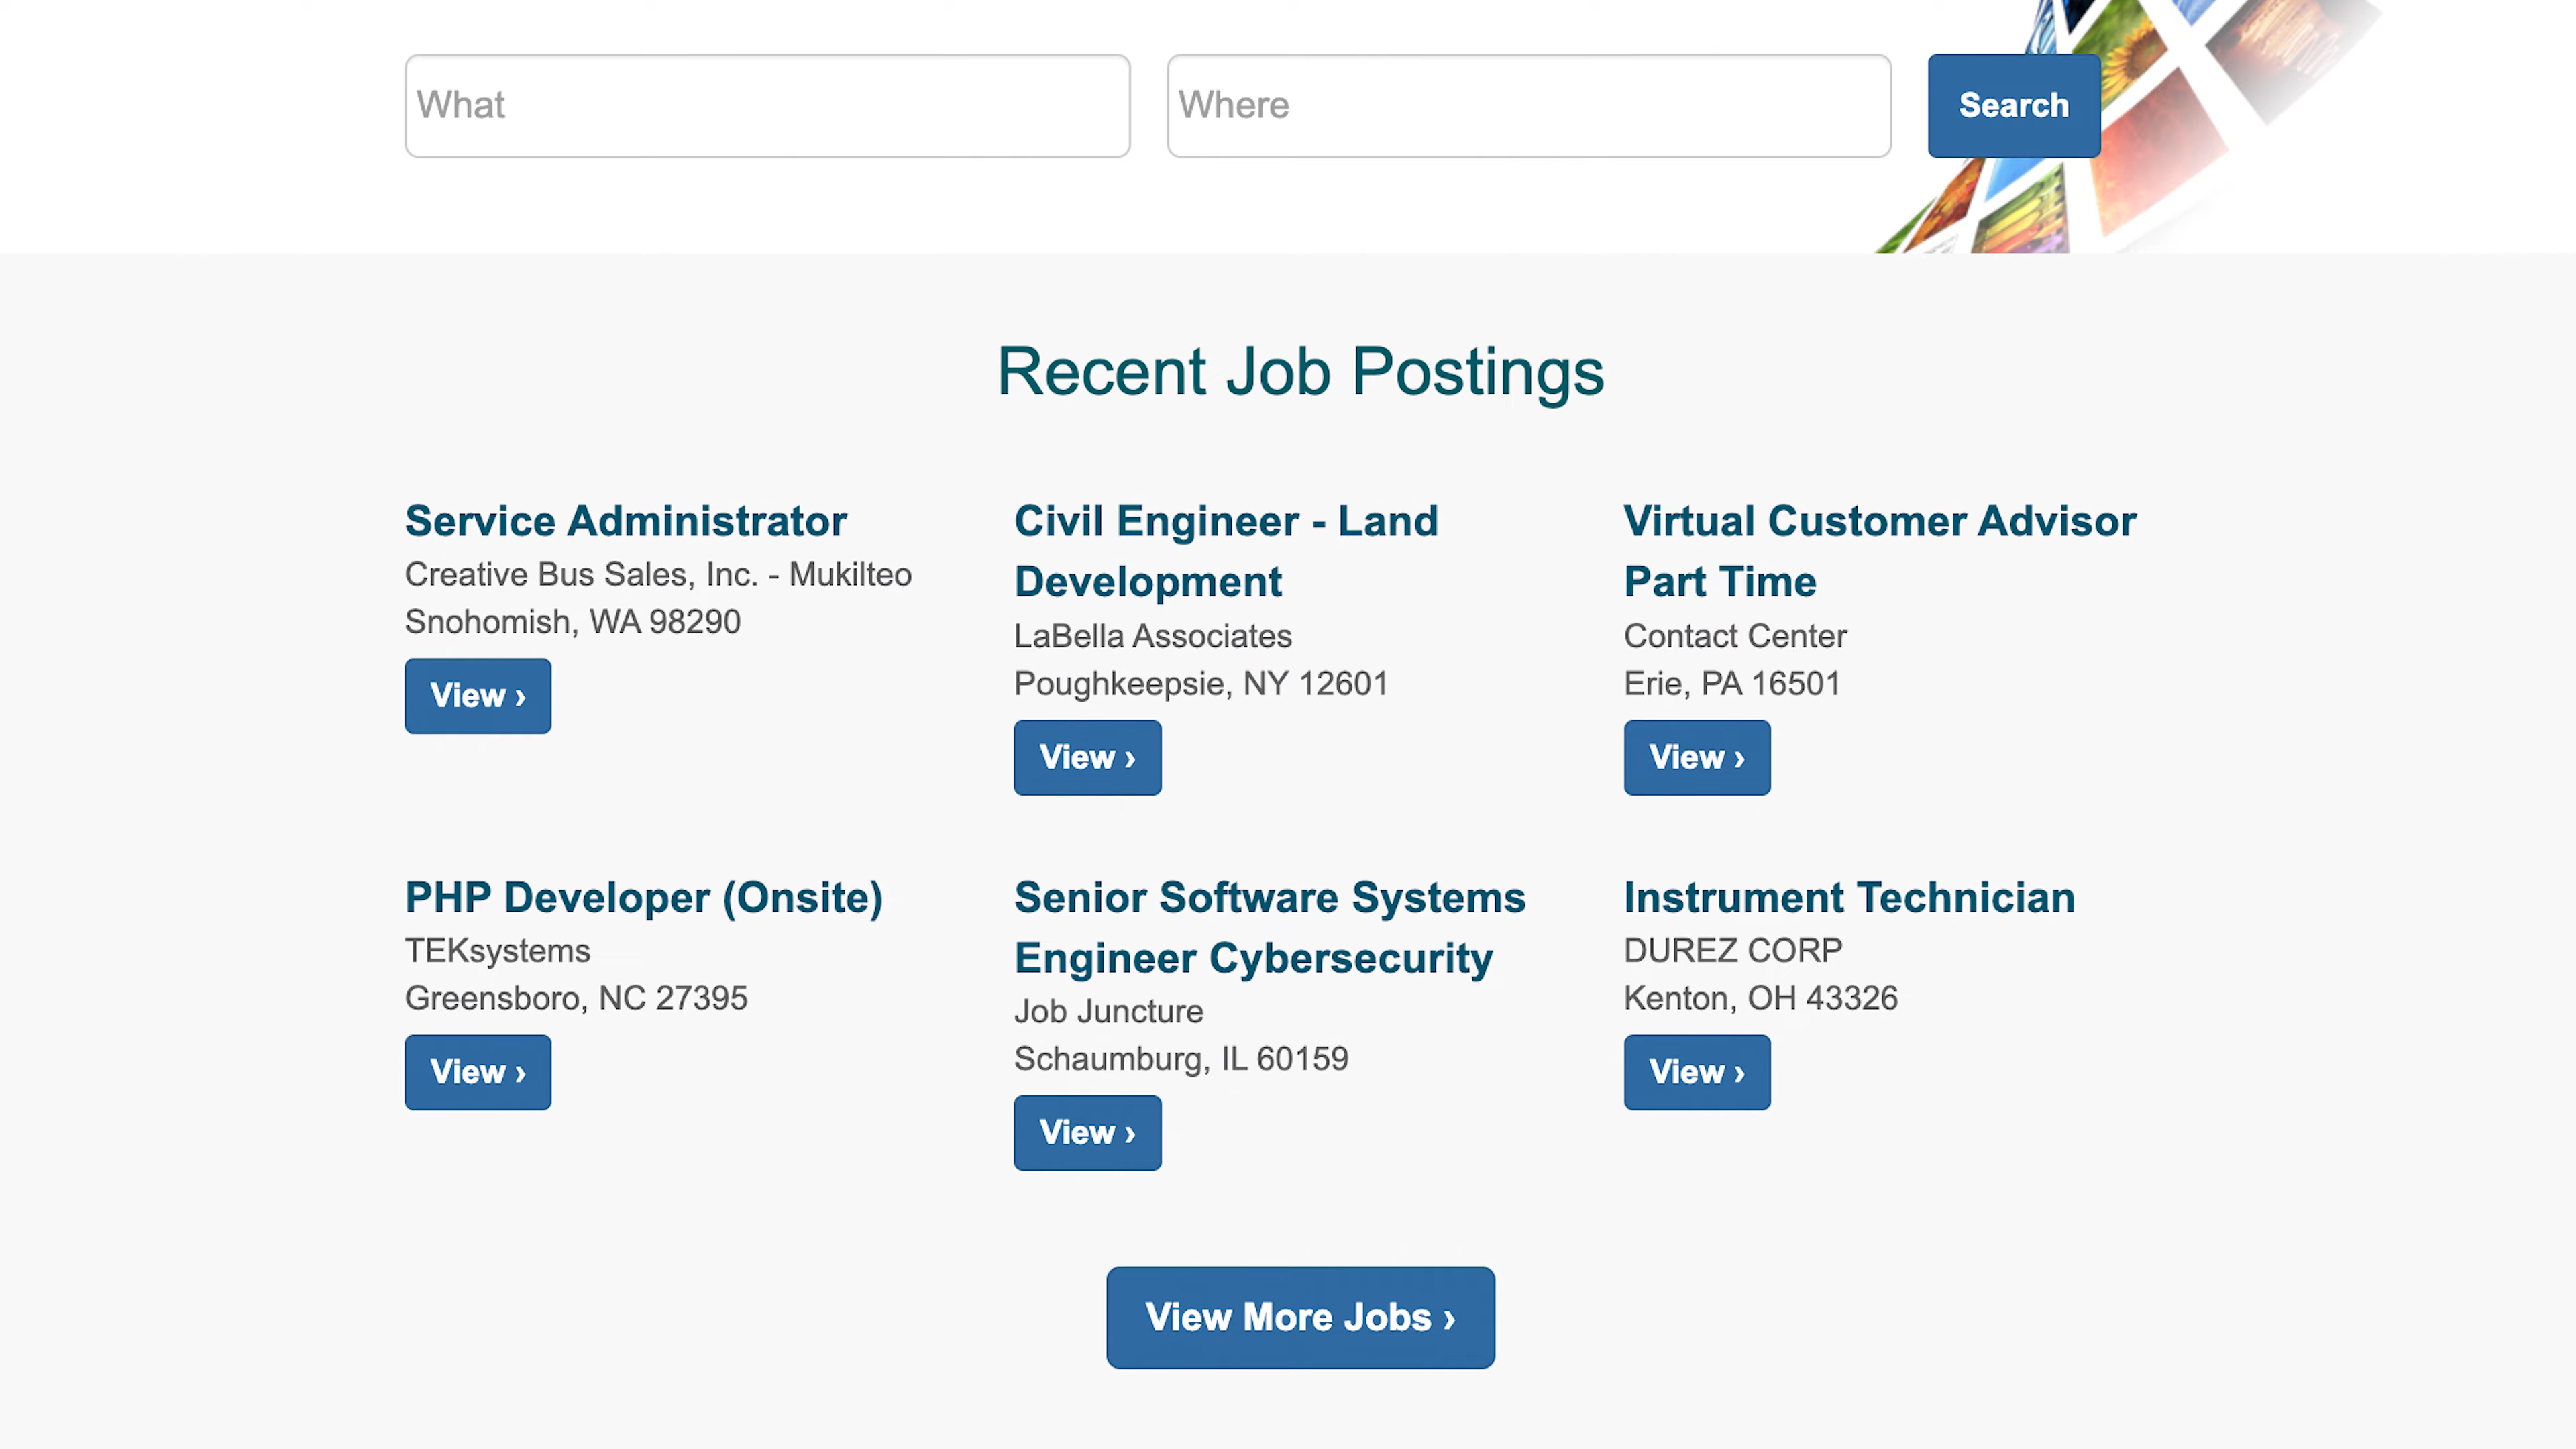 What
Where
Search
Recent Job Postings
Service Administrator
Creative Bus Sales, Inc. - Mukilteo
Snohomish, WA 98290
View ›
Civil Engineer - Land
Development
LaBella Associates
Poughkeepsie, NY 12601
View ›
Virtual Customer Advisor
Part Time
Contact Center
Erie, PA 16501
View ›
PHP Developer (Onsite)
TEKsystems
Greensboro, NC 27395
View ›
Senior Software Systems
Engineer Cybersecurity
Job Juncture
Schaumburg, IL 60159
View ›
Instrument Technician
DUREZ CORP
Kenton, OH 43326
View ›
View More Jobs ›